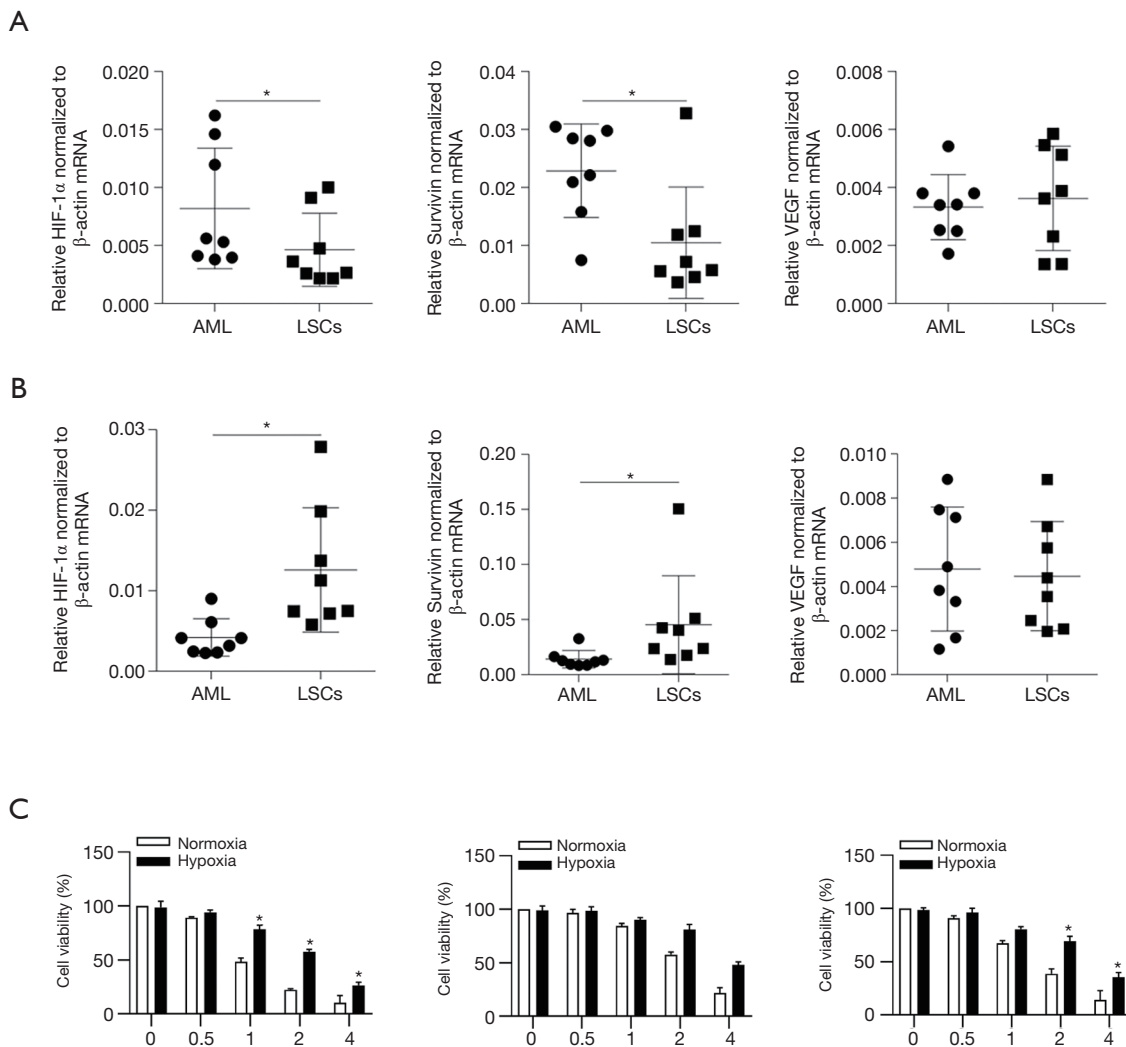 A
Relative HIF-1α normalized to
β-actin mRNA
0.020
0.015
0.010
0.005
0.000
*
AML
LSCs
Relative Survivin normalized to
β-actin mRNA
0.04
0.03
0.02
0.01
0.00
*
AML
LSCs
Relative VEGF normalized to
β-actin mRNA
0.008
0.006
0.004
0.002
0.000
AML
LSCs
B
Relative HIF-1α normalized to
β-actin mRNA
0.03
0.02
0.01
0.00
*
AML
LSCs
Relative Survivin normalized to
β-actin mRNA
0.20
0.15
0.10
0.05
0.00
*
AML
LSCs
Relative VEGF normalized to
β-actin mRNA
0.010
0.008
0.006
0.004
0.002
0.000
AML
LSCs
C
Cell viability (%)
150
100
50
0
Normoxia
Hypoxia
*
*
*
0 0.5 1 2 4
Cell viability (%)
150
100
50
0
Normoxia
Hypoxia
0 0.5 1 2 4
Cell viability (%)
150
100
50
0
Normoxia
Hypoxia
*
*
0 0.5 1 2 4